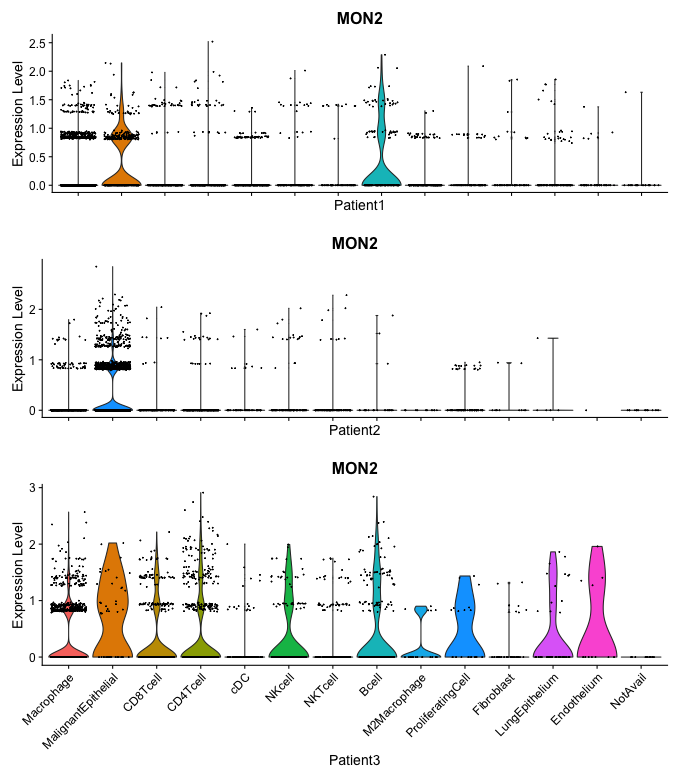 MON2
Expression Level
2.5
2.0
1.5
1.0
0.5
0.0
Patient1
MON2
Expression Level
2
1
0
Patient2
MON2
Expression Level
3
2
1
0
Macrophage
MalignantEpithelial
CD8Tcell
CD4Tcell
cDC
NKcell
NKTcell
Bcell
M2Macrophage
ProliferatingCell
Fibroblast
LungEpithelium
Endothelium
NotAvail
Patient3